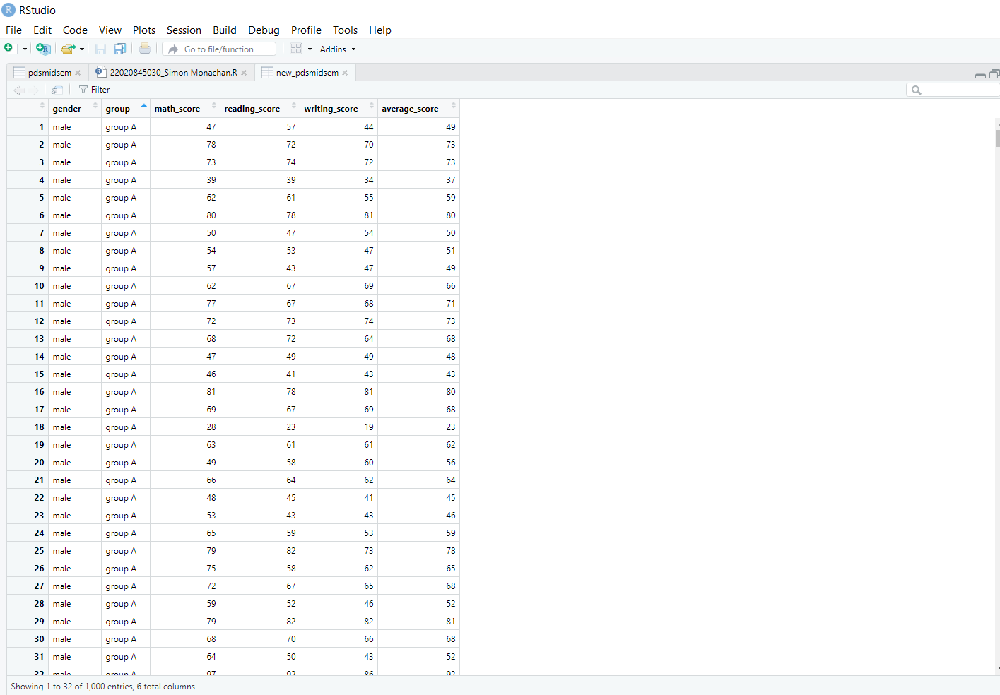 RStudio
File Edit Code View Plots Session Build Debug Profile Tools Help
Go to file/function Addins
pdsmidsem 22020845030_Simon Monachan.R new_pdsmidsem
Filter
gender group math_score reading_score writing_score average_score
1 male group A 47 57 44 49
2 male group A 78 72 70 73
3 male group A 73 74 72 73
4 male group A 39 39 34 37
5 male group A 62 61 55 59
6 male group A 80 78 81 80
7 male group A 50 47 54 50
8 male group A 54 53 47 51
9 male group A 57 43 47 49
10 male group A 62 67 69 66
11 male group A 77 67 68 71
12 male group A 72 73 74 73
13 male group A 68 72 64 68
14 male group A 47 49 49 48
15 male group A 46 41 43 43
16 male group A 81 78 81 80
17 male group A 69 67 69 68
18 male group A 28 23 19 23
19 male group A 63 61 61 62
20 male group A 49 58 60 56
21 male group A 66 64 62 64
22 male group A 48 45 41 45
23 male group A 53 43 43 46
24 male group A 65 59 53 59
25 male group A 79 82 73 78
26 male group A 75 58 62 65
27 male group A 72 67 65 68
28 male group A 59 52 46 52
29 male group A 79 82 82 81
30 male group A 68 70 66 68
31 male group A 64 50 43 52
32 male group A 97 92 86 92
Showing 1 to 32 of 1,000 entries, 6 total columns